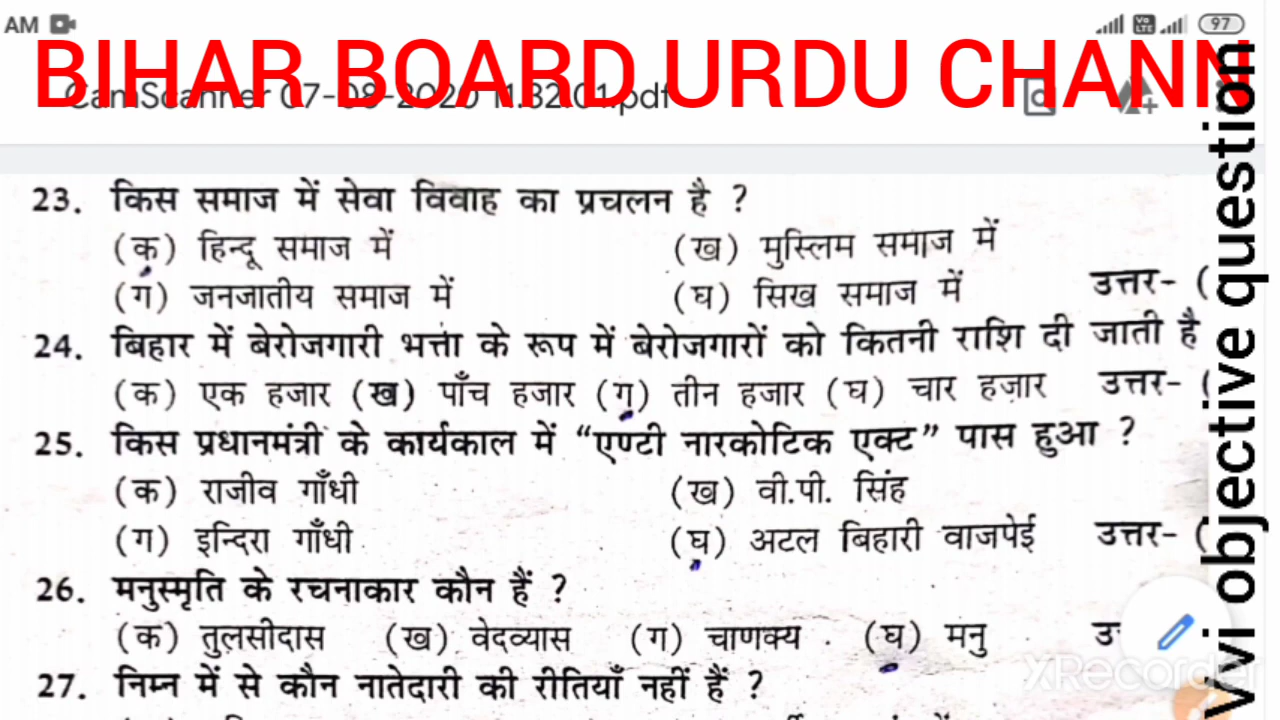 AM
97
BIHAR BOARD URDU CHANN
CamScanner 07-08-2020 11.32.01.pdf
Vvi objective question
23. किस समाज में सेवा विवाह का प्रचलन है ?
(क) हिन्दू समाज में (ख) मुस्लिम समाज में
(ग) जनजातीय समाज में (घ) सिख समाज में उत्तर- (
24. बिहार में बेरोजगारी भत्ता के रूप में बेरोजगारों को कितनी राशि दी जाती है
(क) एक हजार (ख) पाँच हजार (ग) तीन हजार (घ) चार हज़ार उत्तर- (
25. किस प्रधानमंत्री के कार्यकाल में “एण्टी नारकोटिक एक्ट” पास हुआ ?
(क) राजीव गाँधी (ख) वी.पी. सिंह
(ग) इन्दिरा गाँधी (घ) अटल बिहारी वाजपेई उत्तर- (
26. मनुस्मृति के रचनाकार कौन हैं ?
(क) तुलसीदास (ख) वेदव्यास (ग) चाणक्य (घ) मनु उ
27. निम्न में से कौन नातेदारी की रीतियाँ नहीं हैं ?
XRecorder